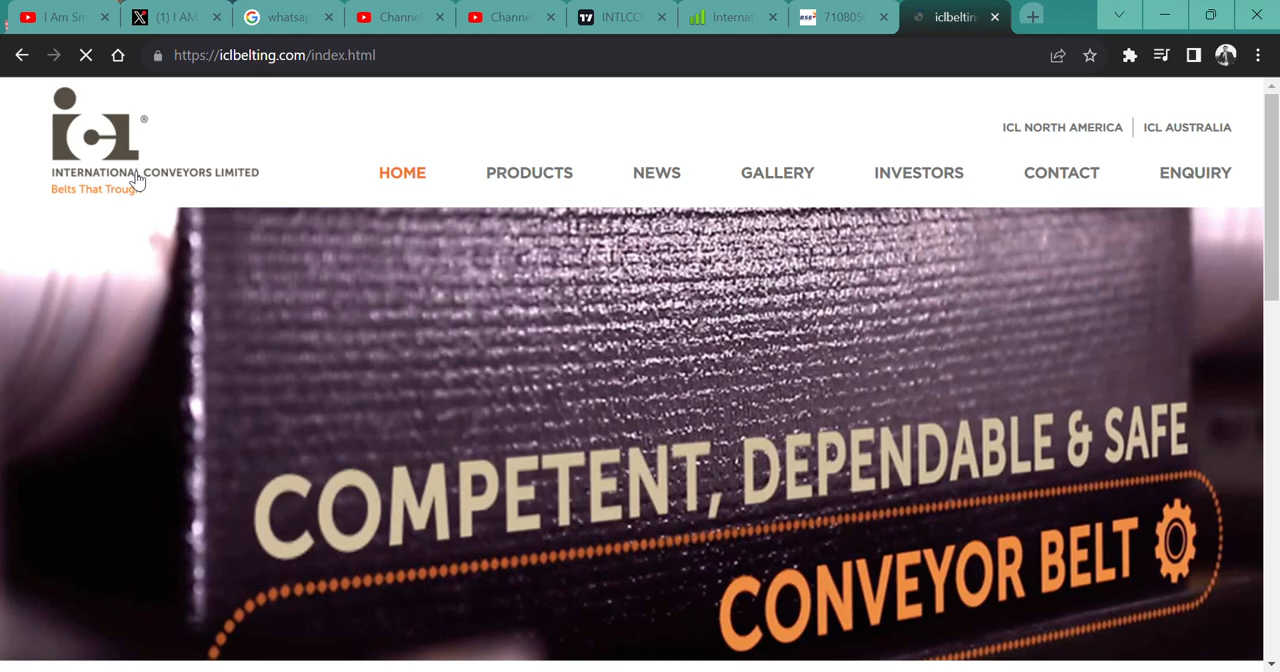 I Am Sm
(1) I AM
whatsap
Channe
Channe
INTLCO
Internat
7108050
iclbeltin
https://iclbelting.com/index.html
icL®
INTERNATIONAL CONVEYORS LIMITED
Belts That Troug
ICL NORTH AMERICA
ICL AUSTRALIA
HOME
PRODUCTS
NEWS
GALLERY
INVESTORS
CONTACT
ENQUIRY
COMPETENT, DEPENDABLE & SAFE
CONVEYOR BELT